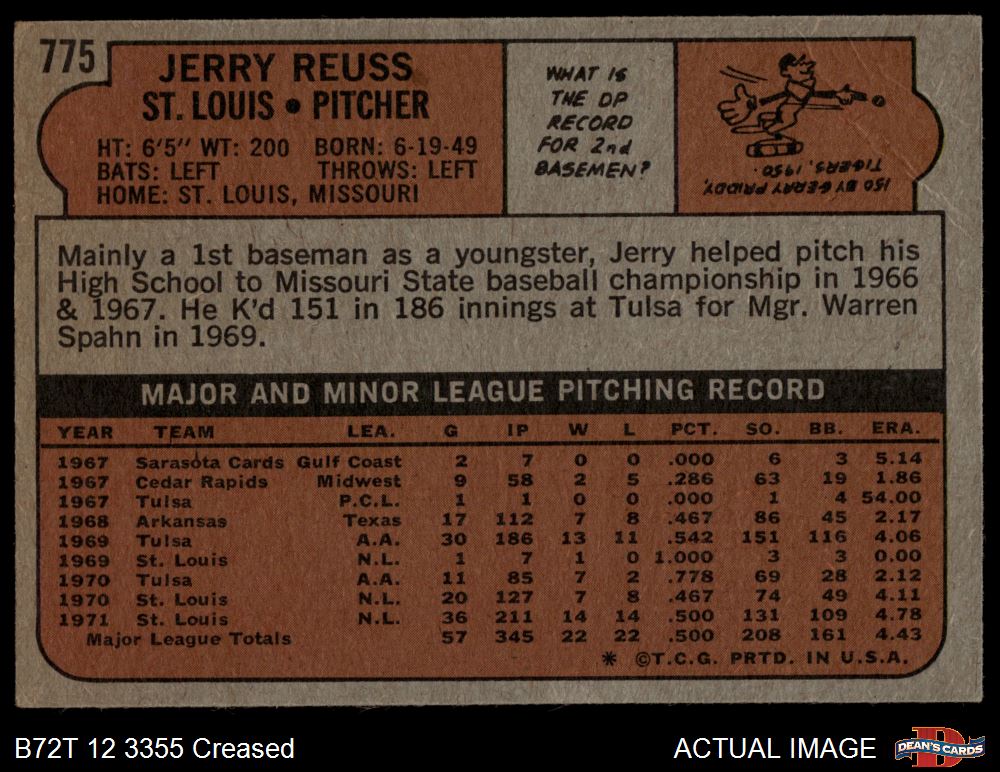 775
JERRY REUSS
ST. LOUIS • PITCHER
HT: 6'5" WT: 200 BORN: 6-19-49
BATS: LEFT THROWS: LEFT
HOME: ST. LOUIS, MISSOURI
WHAT IS
THE DP
RECORD
FOR 2nd
BASEMEN?
150 BY GERRY PRIDDY,
TIGERS, 1950.
Mainly a 1st baseman as a youngster, Jerry helped pitch his
High School to Missouri State baseball championship in 1966
& 1967. He K'd 151 in 186 innings at Tulsa for Mgr. Warren
Spahn in 1969.
MAJOR AND MINOR LEAGUE PITCHING RECORD
YEAR TEAM LEA. G IP W L PCT. SO. BB. ERA.
1967 Sarasota Cards Gulf Coast 2 7 0 0 .000 6 3 5.14
1967 Cedar Rapids Midwest 9 58 2 5 .286 63 19 1.86
1967 Tulsa P.C.L. 1 1 0 0 .000 1 4 54.00
1968 Arkansas Texas 17 112 7 8 .467 86 45 2.17
1969 Tulsa A.A. 30 186 13 11 .542 151 116 4.06
1969 St. Louis N.L. 1 7 1 0 1.000 3 3 0.00
1970 Tulsa A.A. 11 85 7 2 .778 69 28 2.12
1970 St. Louis N.L. 20 127 7 8 .467 74 49 4.11
1971 St. Louis N.L. 36 211 14 14 .500 131 109 4.78
Major League Totals 57 345 22 22 .500 208 161 4.43
* ©T.C.G. PRTD. IN U.S.A.
B72T 12 3355 Creased
ACTUAL IMAGE
DEAN'S CARDS